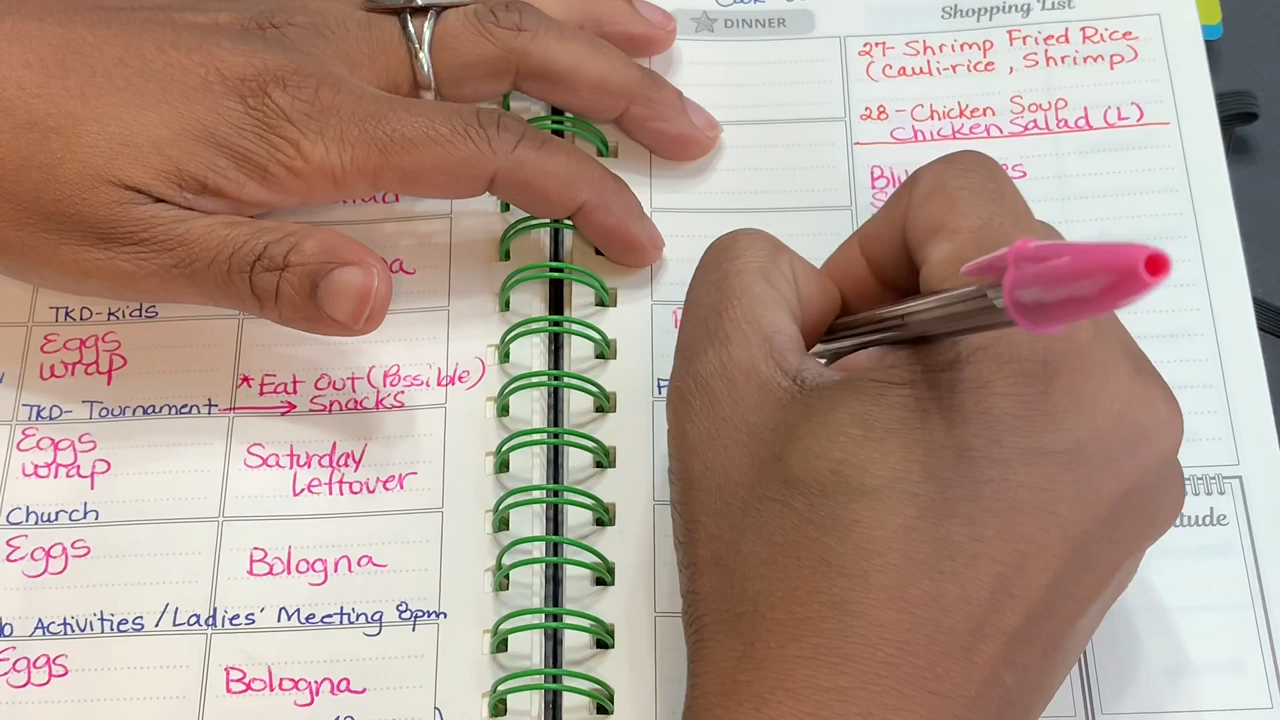 DINNER
Shopping List
27- Shrimp Fried Rice
(Cauli-rice , Shrimp)
28 - Chicken Soup
Chicken Salad (L)
TKD-Kids
Eggs
wrap
*Eat Out (Possible)
Snacks
TKD- Tournament
Eggs
wrap
Saturday
Leftover
Church
Eggs
Bologna
Activities / Ladies' Meeting 8pm
Eggs
Bologna